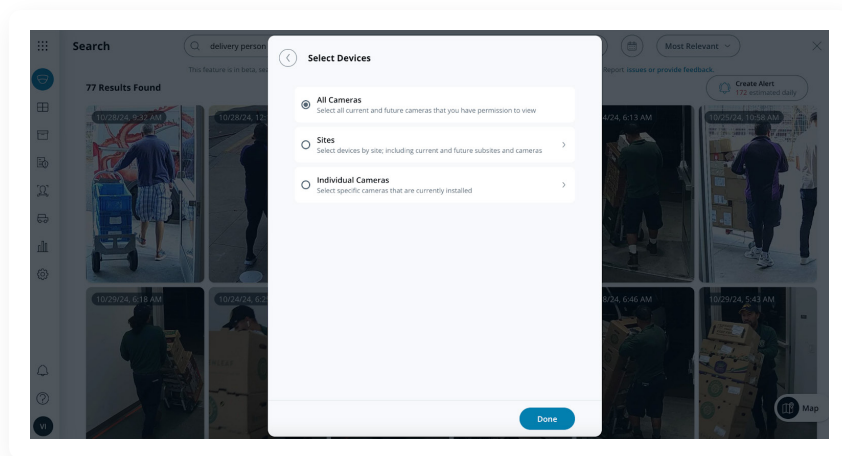 Search
delivery person
Select Devices
Most Relevant
This feature is in beta
Report issues or provide feedback.
77 Results Found
Create Alert
172 estimated daily
All Cameras
Select all current and future cameras that you have permission to view
Sites
Select devices by site; including current and future subsites and cameras
Individual Cameras
Select specific cameras that are currently installed
10/28/24, 9:32 AM
10/28/24, 12:
4/24, 6:13 AM
10/25/24, 10:58 AM
10/29/24, 6:18 AM
10/24/24, 6:2
8/24, 6:46 AM
10/29/24, 5:43 AM
Map
VI
Done